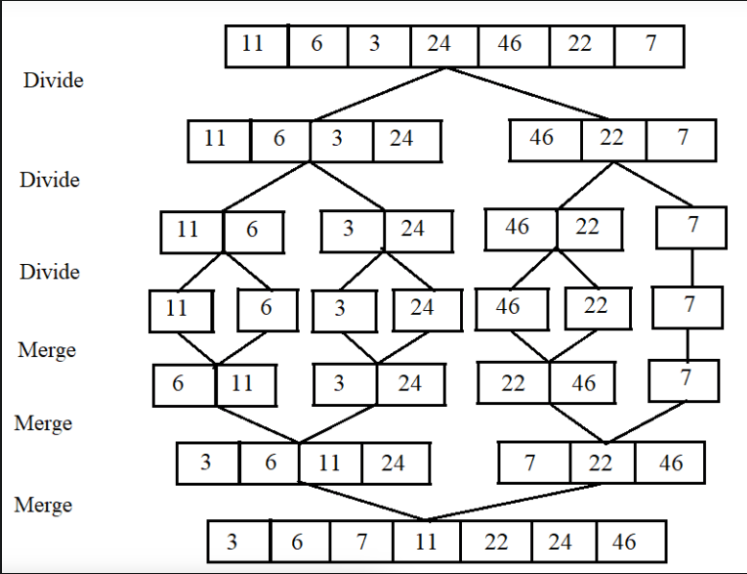 11 6 3 24 46 22 7
Divide
11 6 3 24 46 22 7
Divide
11 6 3 24 46 22 7
Divide
11 6 3 24 46 22 7
Merge
6 11 3 24 22 46 7
Merge
3 6 11 24 7 22 46
Merge
3 6 7 11 22 24 46